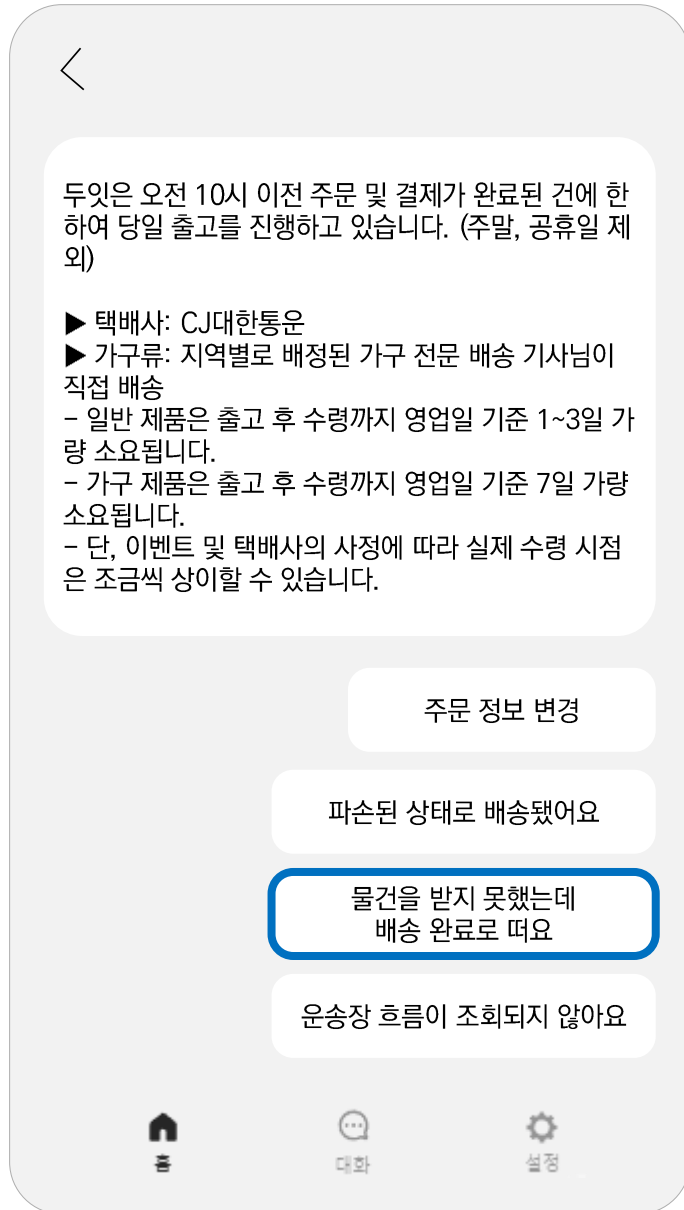 두잇은 오전 10시 이전 주문 및 결제가 완료된 건에 한
하여 당일 출고를 진행하고 있습니다. (주말, 공휴일 제
외)
▶ 택배사: CJ대한통운
▶ 가구류: 지역별로 배정된 가구 전문 배송 기사님이
직접 배송
- 일반 제품은 출고 후 수령까지 영업일 기준 1~3일 가
량 소요됩니다.
- 가구 제품은 출고 후 수령까지 영업일 기준 7일 가량
소요됩니다.
- 단, 이벤트 및 택배사의 사정에 따라 실제 수령 시점
은 조금씩 상이할 수 있습니다.
주문 정보 변경
파손된 상태로 배송됐어요
물건을 받지 못했는데
배송 완료로 떠요
운송장 흐름이 조회되지 않아요
홈 대화 설정